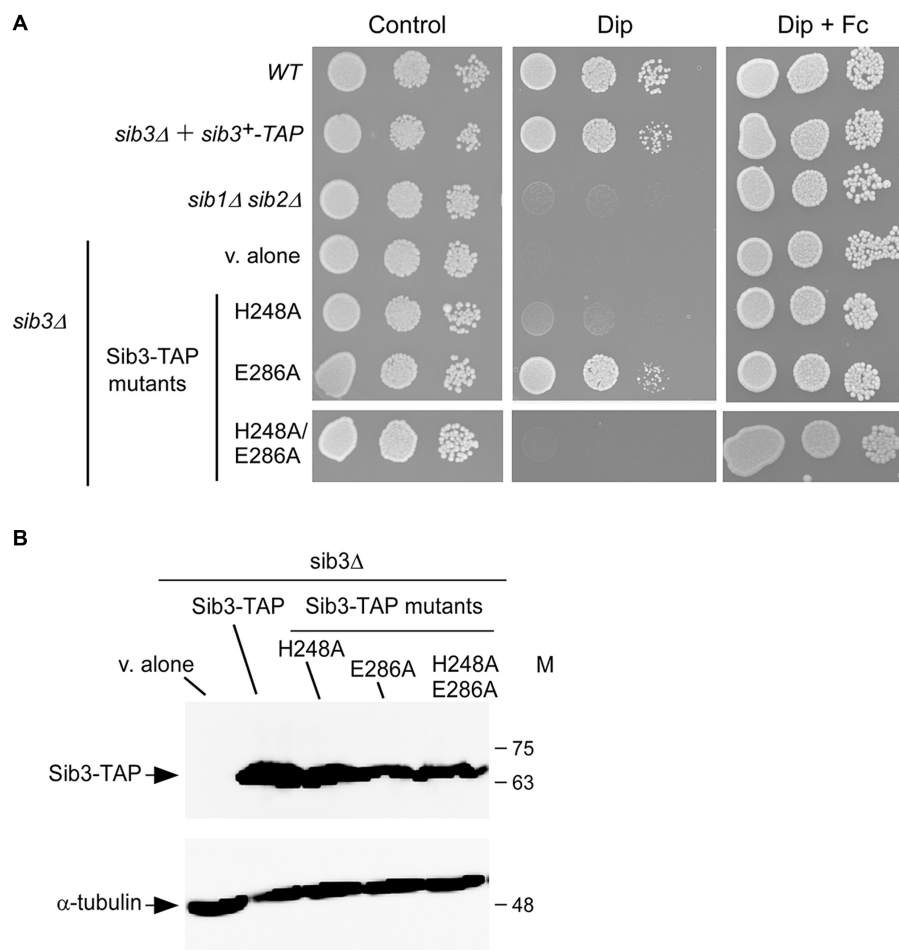 A
Control Dip Dip + Fc
WT
sib3Δ + sib3⁺-TAP
sib1Δ sib2Δ
v. alone
H248A
sib3Δ
Sib3-TAP
mutants
E286A
H248A/
E286A
B
sib3Δ
Sib3-TAP Sib3-TAP mutants
H248A
v. alone E286A H248A M
E286A
75
Sib3-TAP
63
α-tubulin 48